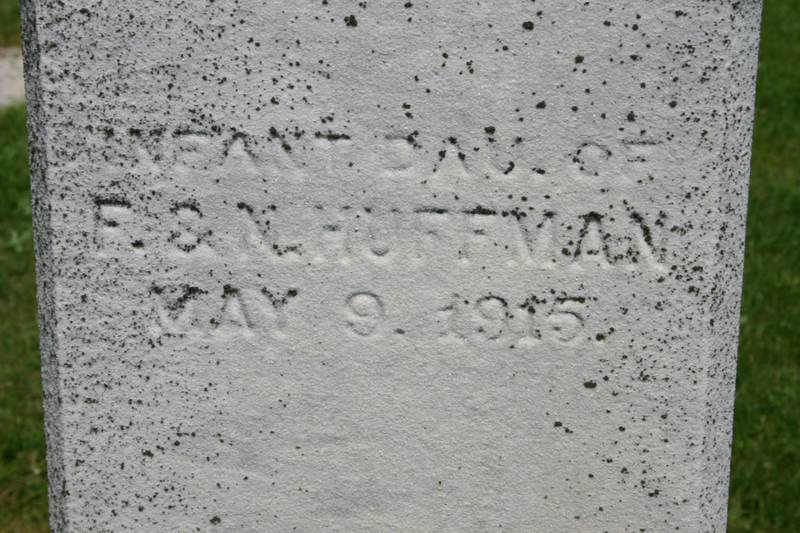 INFANT DAU. OF
F. & N. HUFFMAN
MAY 9. 1915.